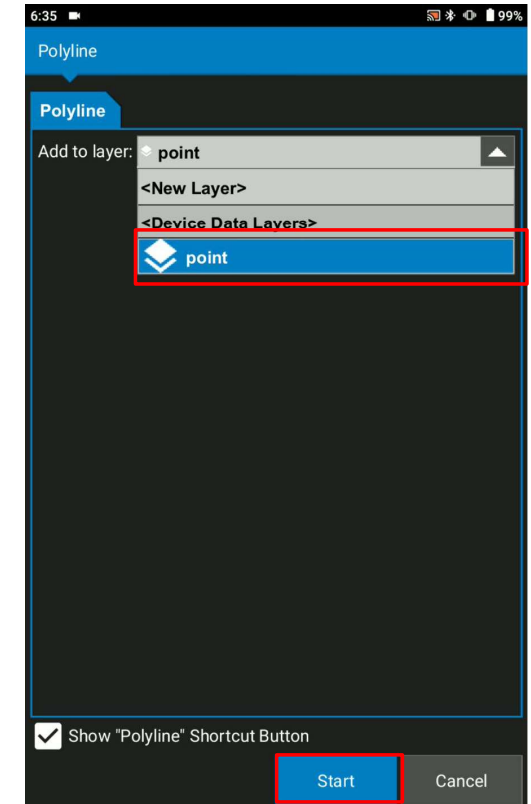 6:35 99%
Polyline
Polyline
Add to layer: point
<New Layer>
<Device Data Layers>
point
Show "Polyline" Shortcut Button
Start Cancel